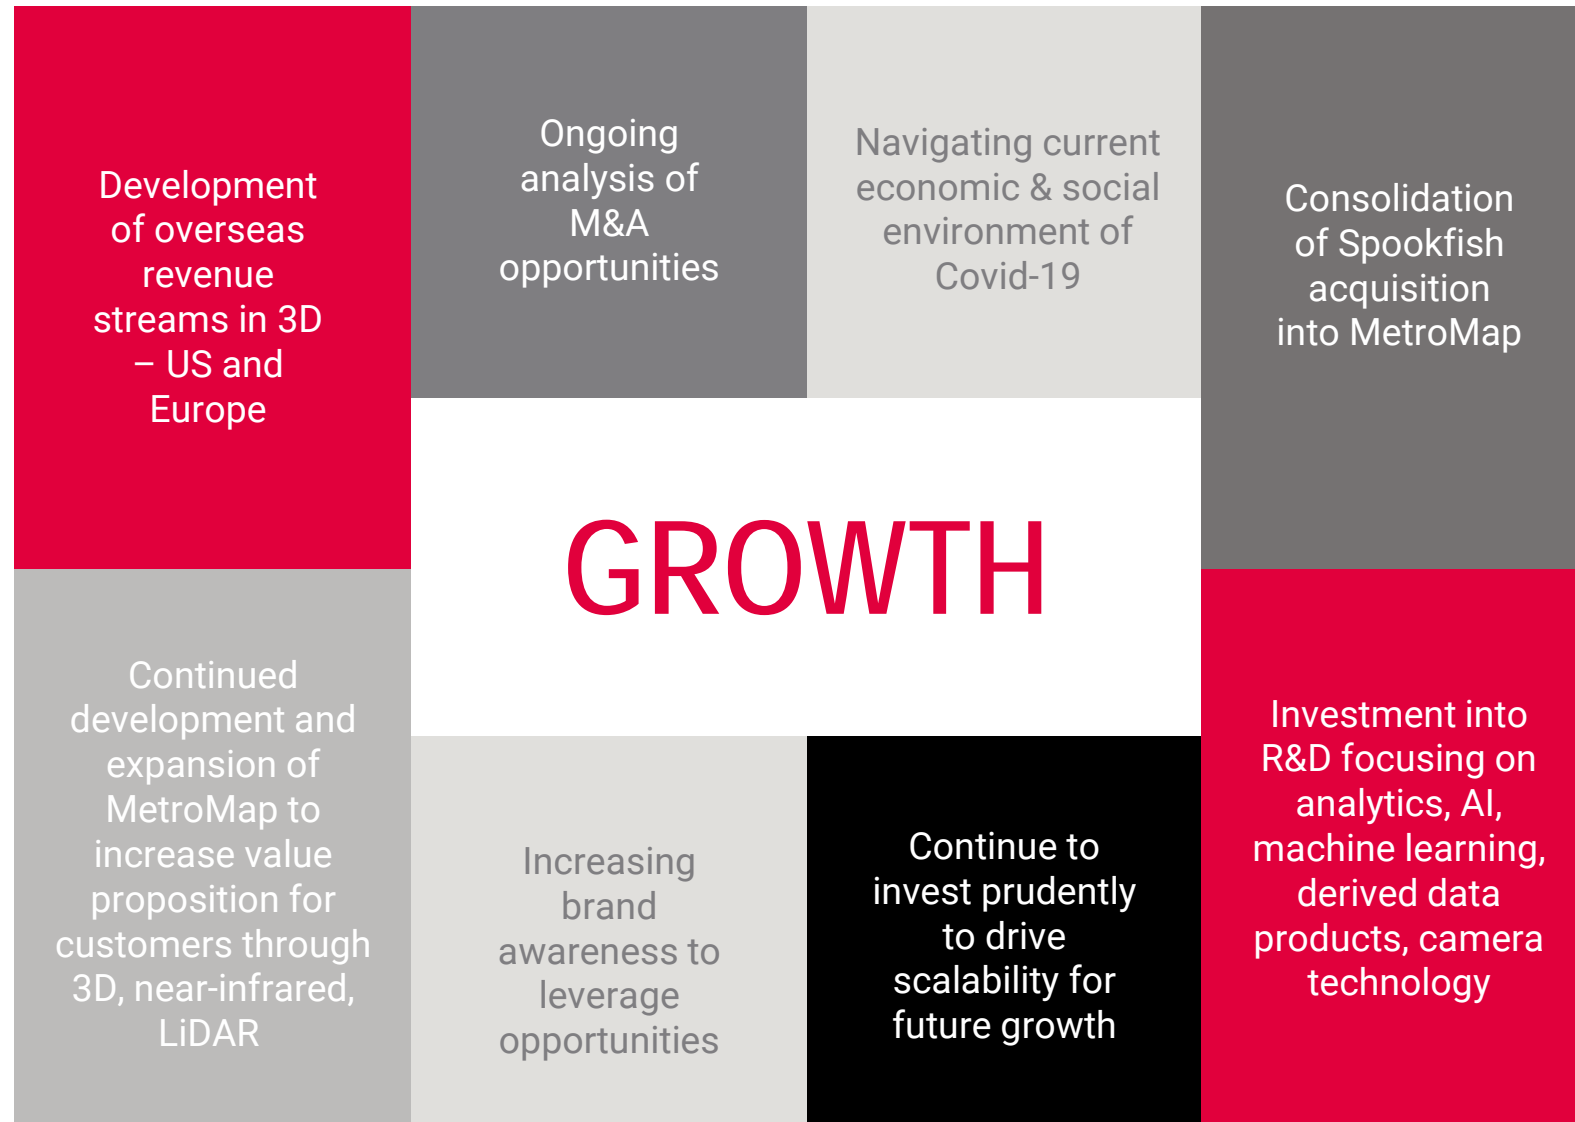 Development
of overseas
revenue
streams in 3D
– US and
Europe
Ongoing
analysis of
M&A
opportunities
Navigating current
economic & social
environment of
Covid-19
Consolidation
of Spookfish
acquisition
into MetroMap
GROWTH
Continued
development and
expansion of
MetroMap to
increase value
proposition for
customers through
3D, near-infrared,
LiDAR
Increasing
brand
awareness to
leverage
opportunities
Continue to
invest prudently
to drive
scalability for
future growth
Investment into
R&D focusing on
analytics, AI,
machine learning,
derived data
products, camera
technology